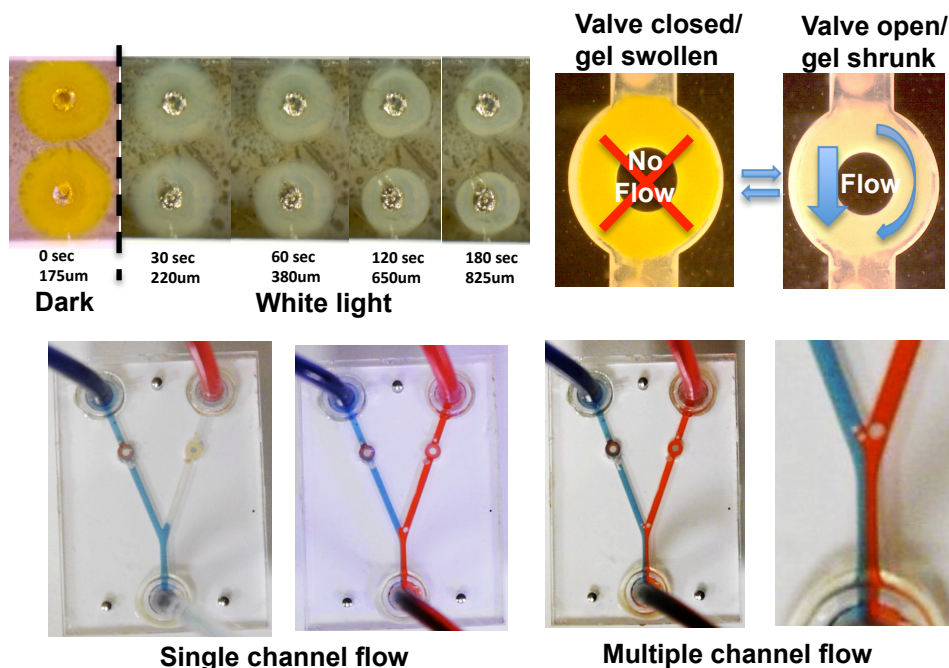 Valve closed/
gel swollen
Valve open/
gel shrunk
No
Flow
Flow
0 sec
175um
30 sec
220um
60 sec
380um
120 sec
650um
180 sec
825um
Dark
White light
Single channel flow
Multiple channel flow